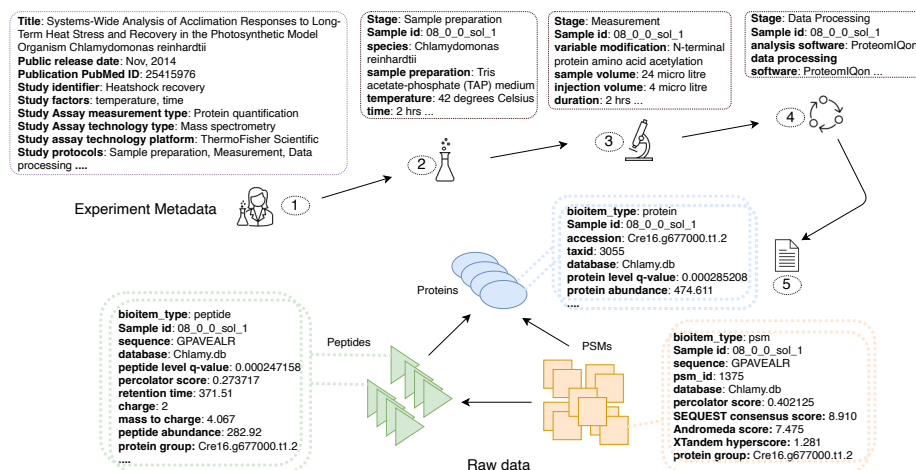 Title: Systems-Wide Analysis of Acclimation Responses to Long-
Term Heat Stress and Recovery in the Photosynthetic Model
Organism Chlamydomonas reinhardtii
Public release date: Nov, 2014
Publication PubMed ID: 25415976
Study identifier: Heatshock recovery
Study factors: temperature, time
Study Assay measurement type: Protein quantification
Study Assay technology type: Mass spectrometry
Study assay technology platform: ThermoFisher Scientific
Study protocols: Sample preparation, Measurement, Data
processing ....
Stage: Sample preparation
Sample id: 08_0_0_sol_1
species: Chlamydomonas
reinhardtii
sample preparation: Tris
acetate-phosphate (TAP) medium
temperature: 42 degrees Celsius
time: 2 hrs ...
Stage: Measurement
Sample id: 08_0_0_sol_1
variable modification: N-terminal
protein amino acid acetylation
sample volume: 24 micro litre
injection volume: 4 micro litre
duration: 2 hrs ...
Stage: Data Processing
Sample id: 08_0_0_sol_1
analysis software: ProteomIQon
data processing
software: ProteomIQon ...
1
2
3
4
5
Experiment Metadata
bioitem_type: protein
Sample id: 08_0_0_sol_1
accession: Cre16.g677000.t1.2
taxid: 3055
database: Chlamy.db
protein level q-value: 0.000285208
protein abundance: 474.611
....
Proteins
Peptides
PSMs
bioitem_type: peptide
Sample id: 08_0_0_sol_1
sequence: GPAVEALR
database: Chlamy.db
peptide level q-value: 0.000247158
percolator score: 0.273717
retention time: 371.51
charge: 2
mass to charge: 4.067
peptide abundance: 282.92
protein group: Cre16.g677000.t1.2
....
bioitem_type: psm
Sample id: 08_0_0_sol_1
sequence: GPAVEALR
psm_id: 1375
database: Chlamy.db
percolator score: 0.402125
SEQUEST consensus score: 8.910
Andromeda score: 7.475
XTandem hyperscore: 1.281
protein group: Cre16.g677000.t1.2
Raw data